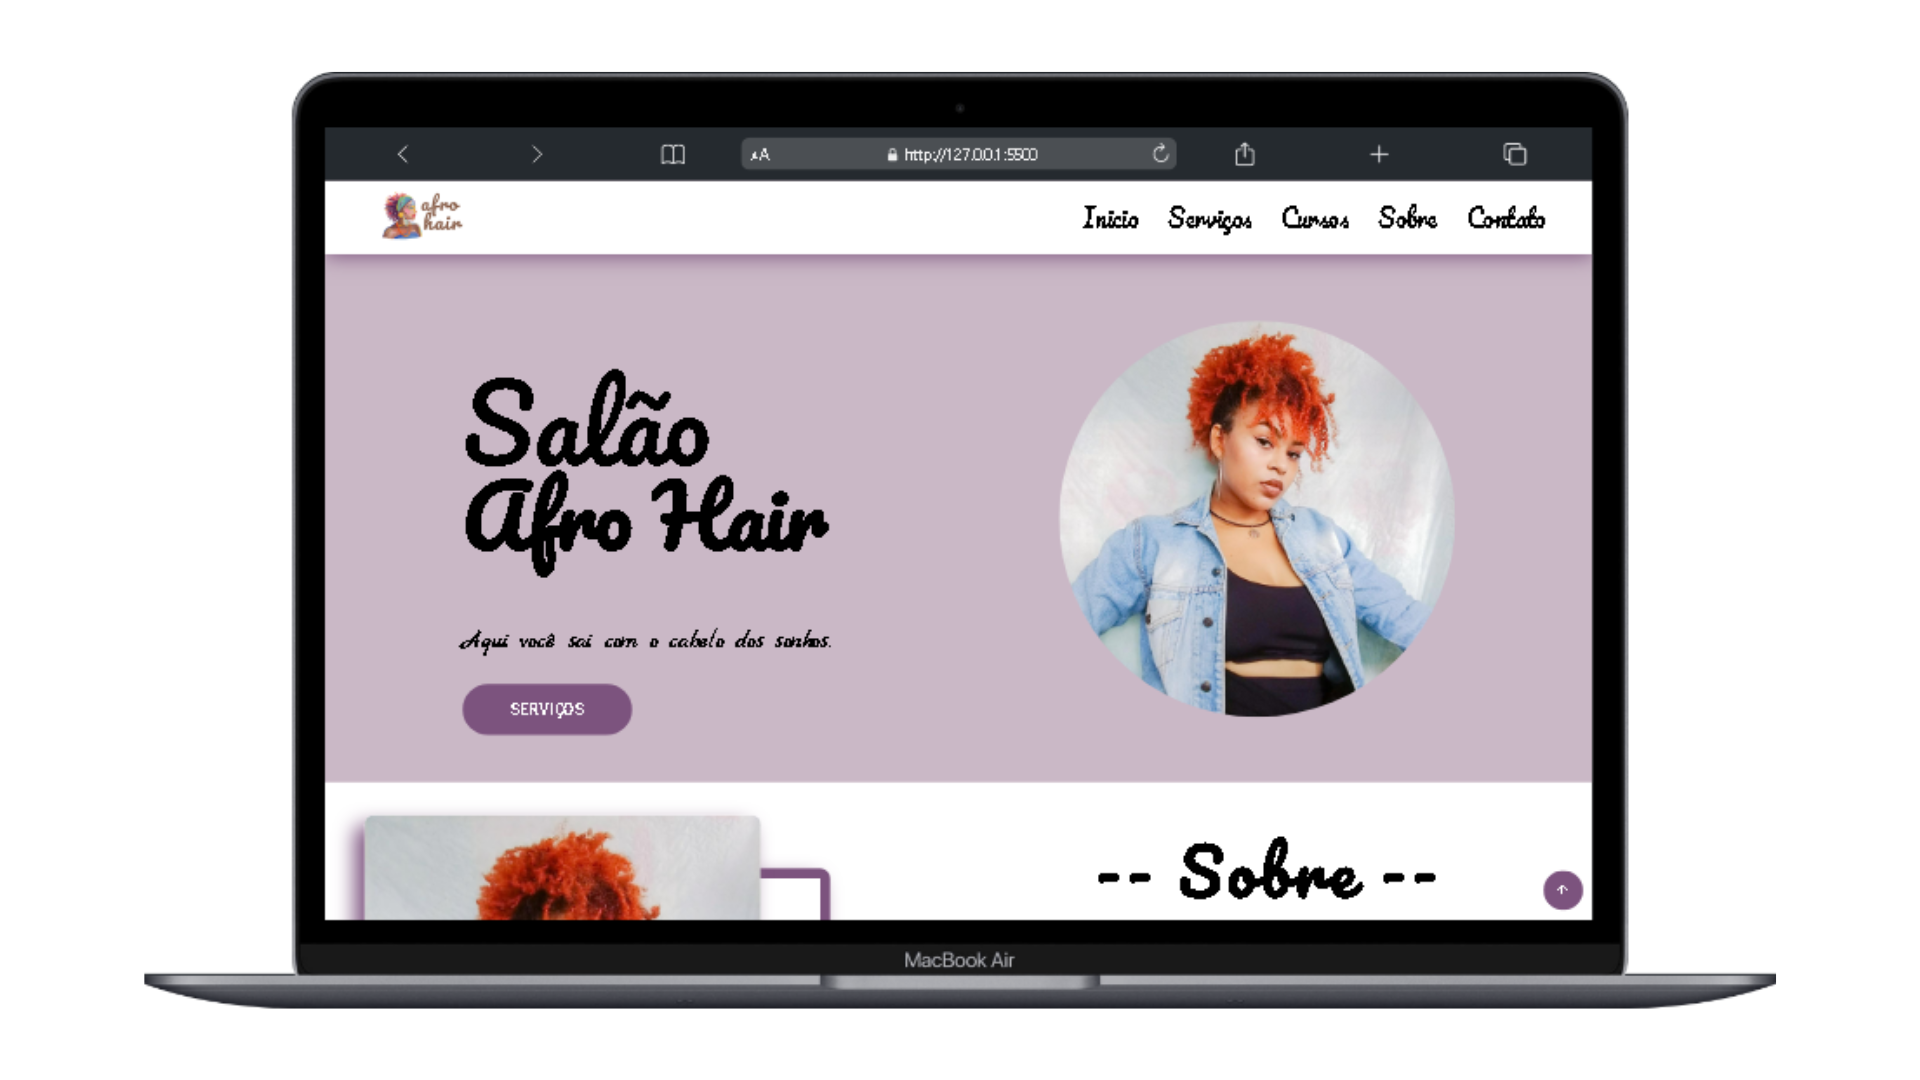 AA
http://127.0.0.1:5500
afro
hair
Inicio Serviços Cursos Sobre Contato
Salão
Afro Hair
Aqui você sai com o cabelo dos sonhos.
SERVIÇOS
-- Sobre --
MacBook Air